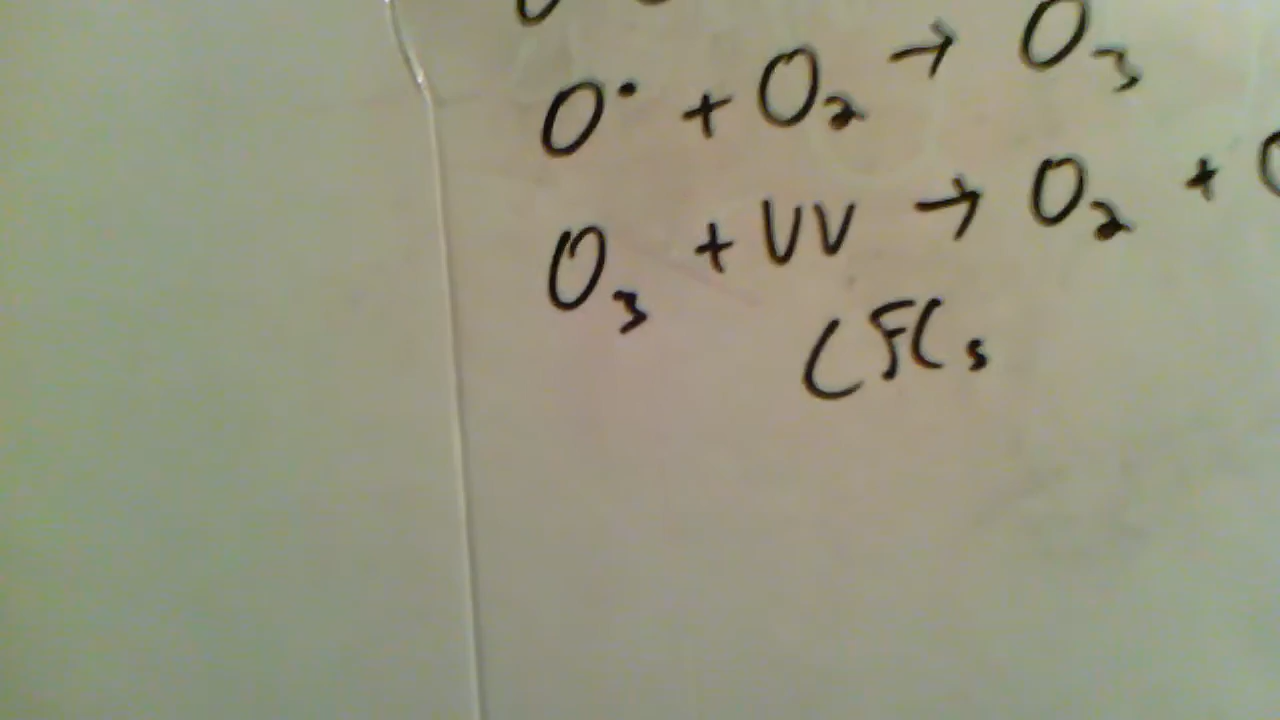 O· + O₂ → O₃
O₃ + UV → O₂ +
CFCs